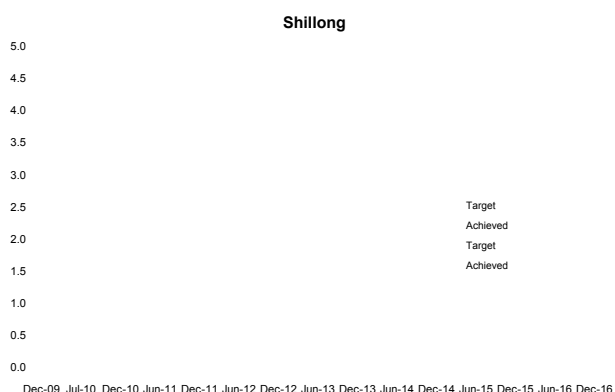 Shillong
5.0
4.5
4.0
3.5
3.0
2.5
2.0
1.5
1.0
0.5
0.0
Target
Achieved
Target
Achieved
Dec-09 Jul-10 Dec-10 Jun-11 Dec-11 Jun-12 Dec-12 Jun-13 Dec-13 Jun-14 Dec-14 Jun-15 Dec-15 Jun-16 Dec-16